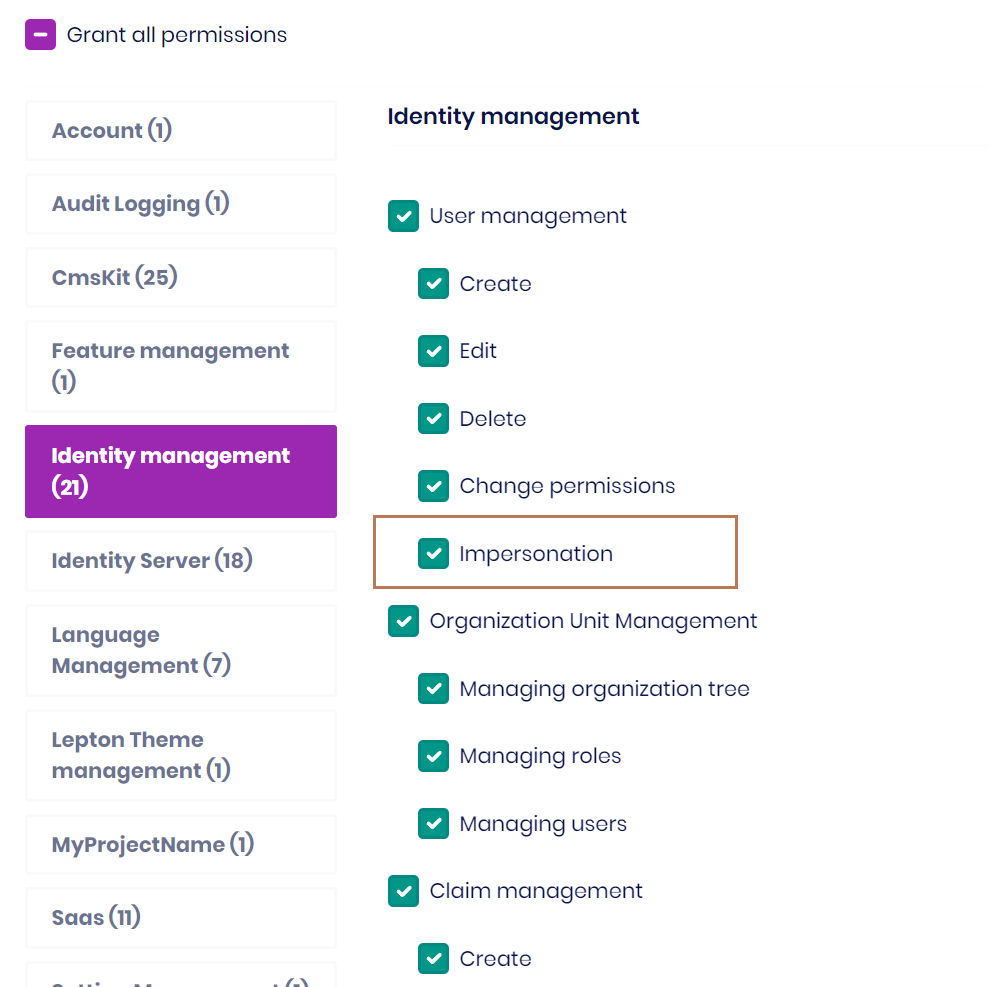 Grant all permissions
Account (1)
Audit Logging (1)
CmsKit (25)
Feature management
(1)
Identity management
(21)
Identity Server (18)
Language
Management (7)
Lepton Theme
management (1)
MyProjectName (1)
Saas (11)
Identity management
User management
Create
Edit
Delete
Change permissions
Impersonation
Organization Unit Management
Managing organization tree
Managing roles
Managing users
Claim management
Create